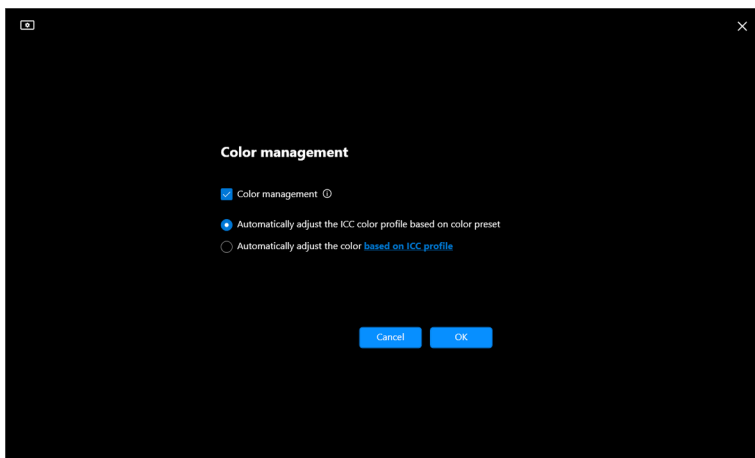 Color management
Color management
Automatically adjust the ICC color profile based on color preset
Automatically adjust the color based on ICC profile
Cancel
OK